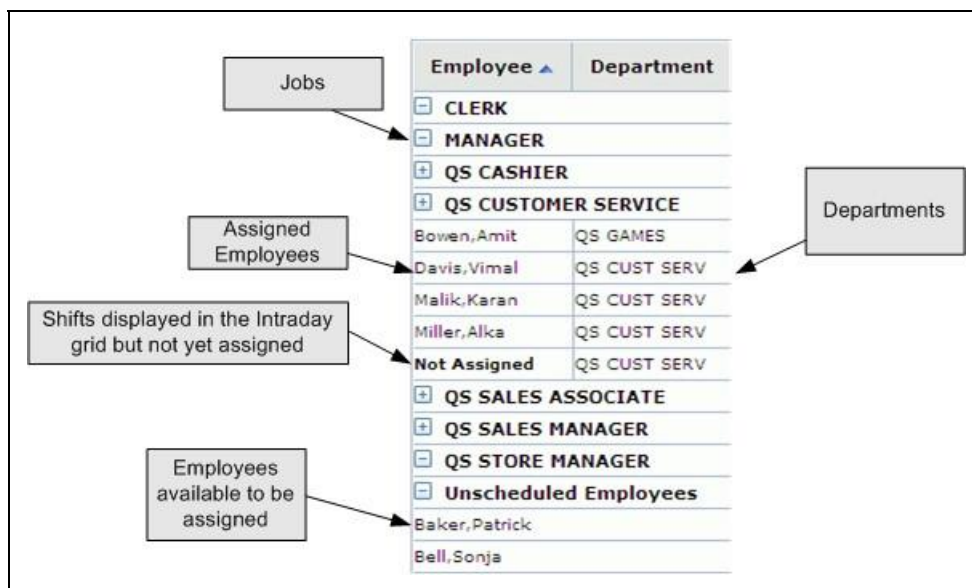 Employee Department
Jobs
CLERK
MANAGER
QS CASHIER
QS CUSTOMER SERVICE
Departments
Assigned
Employees
Bowen,Amit QS GAMES
Davis,Vimal QS CUST SERV
Malik,Karan QS CUST SERV
Shifts displayed in the Intraday
grid but not yet assigned
Miller,Alka QS CUST SERV
Not Assigned QS CUST SERV
QS SALES ASSOCIATE
QS SALES MANAGER
QS STORE MANAGER
Employees
available to be
assigned
Unscheduled Employees
Baker,Patrick
Bell,Sonja